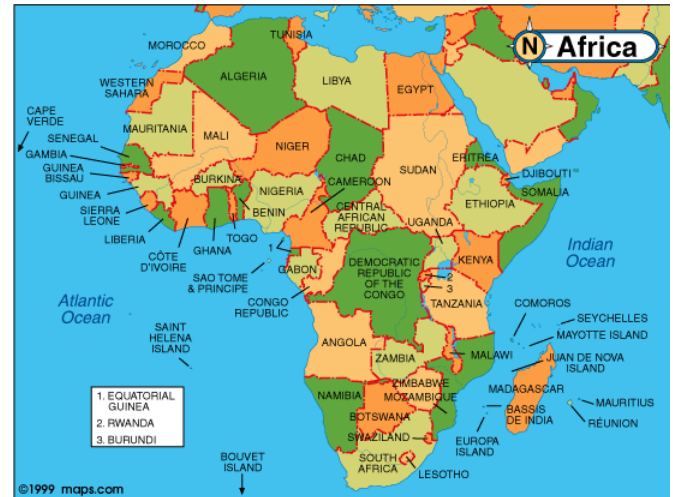 N Africa
TUNISIA
MOROCCO
ALGERIA
LIBYA
EGYPT
WESTERN
SAHARA
CAPE
VERDE
MAURITANIA
MALI
NIGER
CHAD
SUDAN
ERITREA
DJIBOUTI
SENEGAL
GAMBIA
GUINEA
BISSAU
GUINEA
SIERRA
LEONE
LIBERIA
CÔTE
D'IVOIRE
GHANA
TOGO
BENIN
BURKINA
NIGERIA
CAMEROON
CENTRAL
AFRICAN
REPUBLIC
ETHIOPIA
SOMALIA
UGANDA
KENYA
1
SAO TOME
& PRINCIPE
GABON
CONGO
REPUBLIC
DEMOCRATIC
REPUBLIC
OF THE
CONGO
2
3
TANZANIA
Indian
Ocean
Atlantic
Ocean
SAINT
HELENA
ISLAND
COMOROS
SEYCHELLES
MAYOTTE ISLAND
JUAN DE NOVA
ISLAND
ANGOLA
ZAMBIA
MALAWI
MADAGASCAR
MAURITIUS
RÉUNION
BASSIS
DE INDIA
EUROPA
ISLAND
NAMIBIA
ZIMBABWE
MOZAMBIQUE
BOTSWANA
SWAZILAND
SOUTH
AFRICA
LESOTHO
1. EQUATORIAL
GUINEA
2. RWANDA
3. BURUNDI
BOUVET
ISLAND
©1999 maps.com